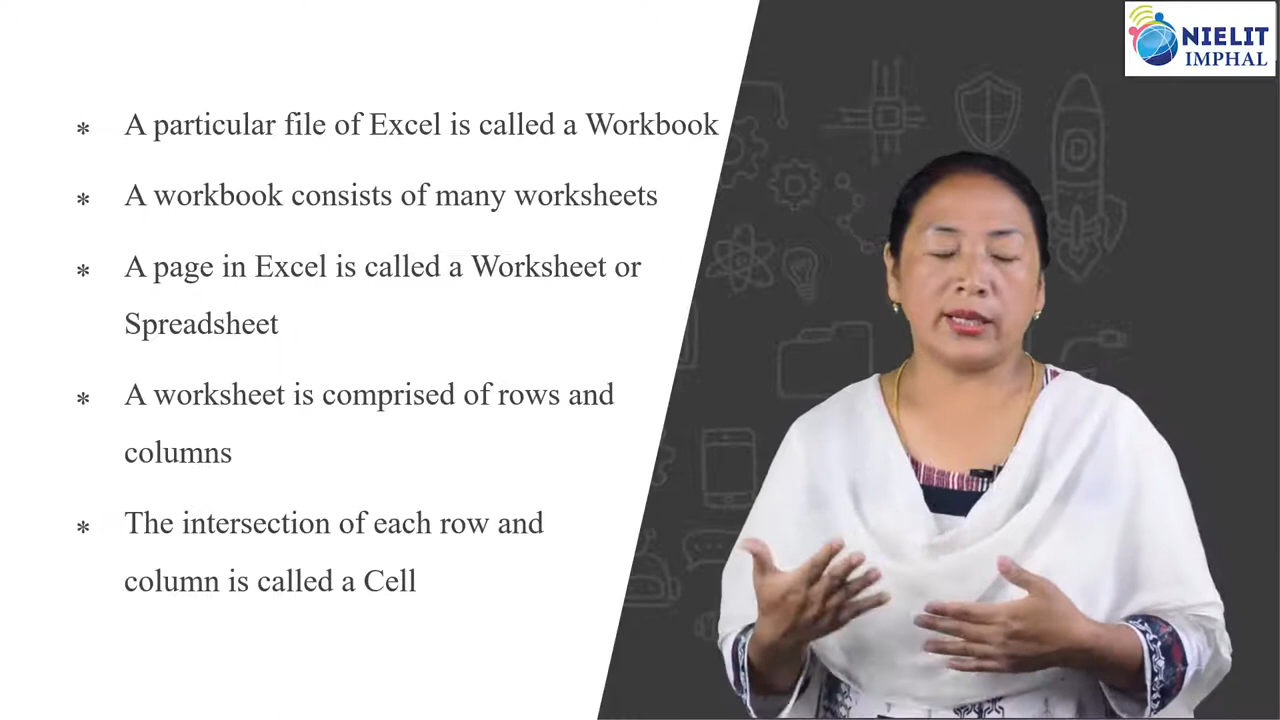 NIELIT
IMPHAL
* A particular file of Excel is called a Workbook
* A workbook consists of many worksheets
* A page in Excel is called a Worksheet or
Spreadsheet
* A worksheet is comprised of rows and
columns
* The intersection of each row and
column is called a Cell